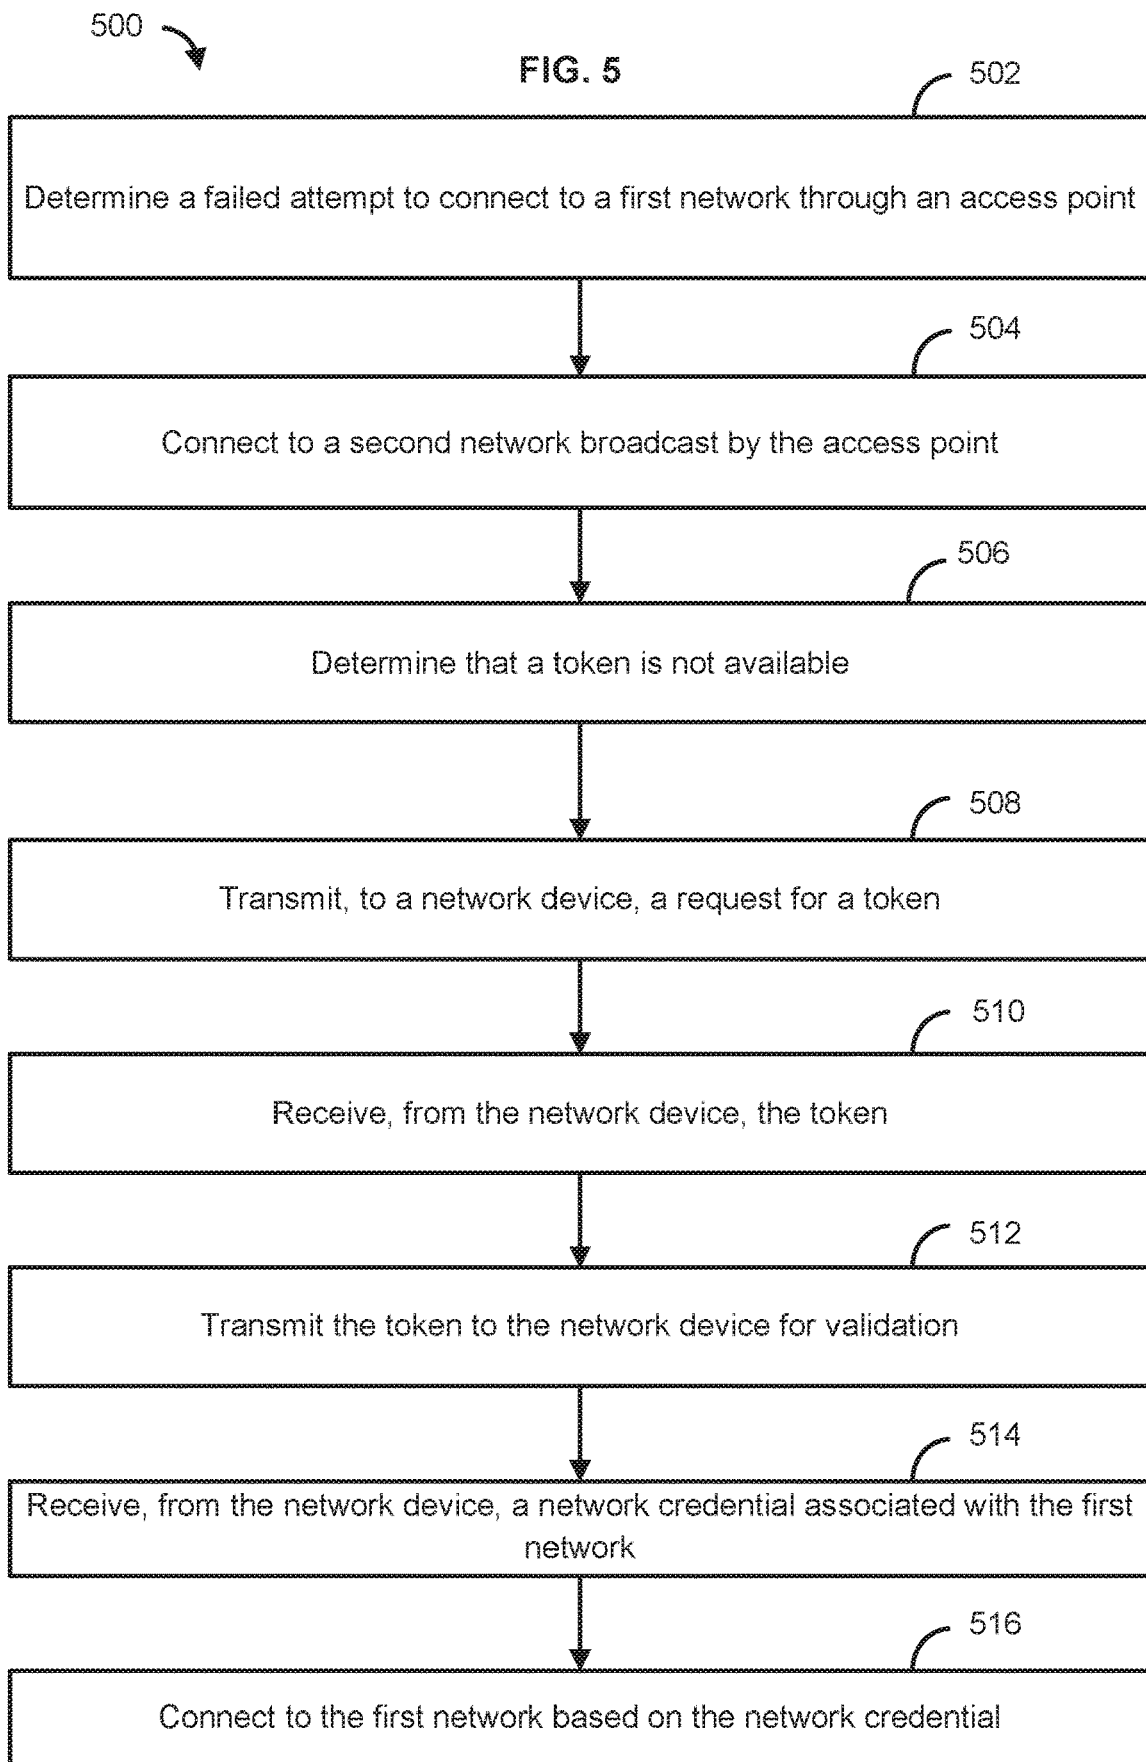 500
FIG. 5
502
Determine a failed attempt to connect to a first network through an access point
504
Connect to a second network broadcast by the access point
506
Determine that a token is not available
508
Transmit, to a network device, a request for a token
510
Receive, from the network device, the token
512
Transmit the token to the network device for validation
514
Receive, from the network device, a network credential associated with the first
network
516
Connect to the first network based on the network credential